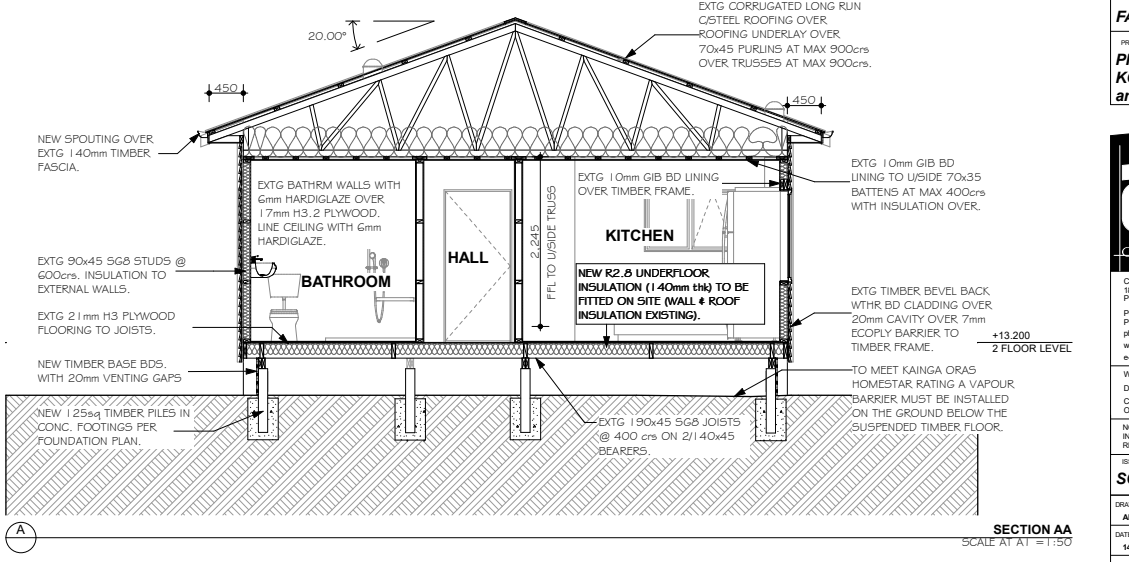 EXTG CORRUGATED LONG RUN
C/STEEL ROOFING OVER
ROOFING UNDERLAY OVER
70x45 PURLINS AT MAX 900crs
OVER TRUSSES AT MAX 900crs.
20.00°
450
450
NEW SPOUTING OVER
EXTG 140mm TIMBER
FASCIA.
EXTG BATHRM WALLS WITH
6mm HARDIGLAZE OVER
17mm H3.2 PLYWOOD.
LINE CEILING WITH 6mm
HARDIGLAZE.
EXTG 10mm GIB BD LINING
OVER TIMBER FRAME.
EXTG 10mm GIB BD
LINING TO U/SIDE 70x35
BATTENS AT MAX 400crs
WITH INSULATION OVER.
2,245
FFL TO U/SIDE TRUSS
BATHROOM
HALL
KITCHEN
NEW R2.8 UNDERFLOOR
INSULATION (140mm thk) TO BE
FITTED ON SITE (WALL & ROOF
INSULATION EXISTING).
EXTG 90x45 SG8 STUDS @
600crs. INSULATION TO
EXTERNAL WALLS.
EXTG 21mm H3 PLYWOOD
FLOORING TO JOISTS.
NEW TIMBER BASE BDS.
WITH 20mm VENTING GAPS
NEW 125sq TIMBER PILES IN
CONC. FOOTINGS PER
FOUNDATION PLAN.
EXTG TIMBER BEVEL BACK
WTHR BD CLADDING OVER
20mm CAVITY OVER 7mm
ECOPLY BARRIER TO
TIMBER FRAME.
+13.200
2 FLOOR LEVEL
TO MEET KAINGA ORAS
HOMESTAR RATING A VAPOUR
BARRIER MUST BE INSTALLED
ON THE GROUND BELOW THE
SUSPENDED TIMBER FLOOR.
EXTG 190x45 SG8 JOISTS
@ 400 crs ON 2/140x45
BEARERS.
A
SECTION AA
SCALE AT A1 =1:50